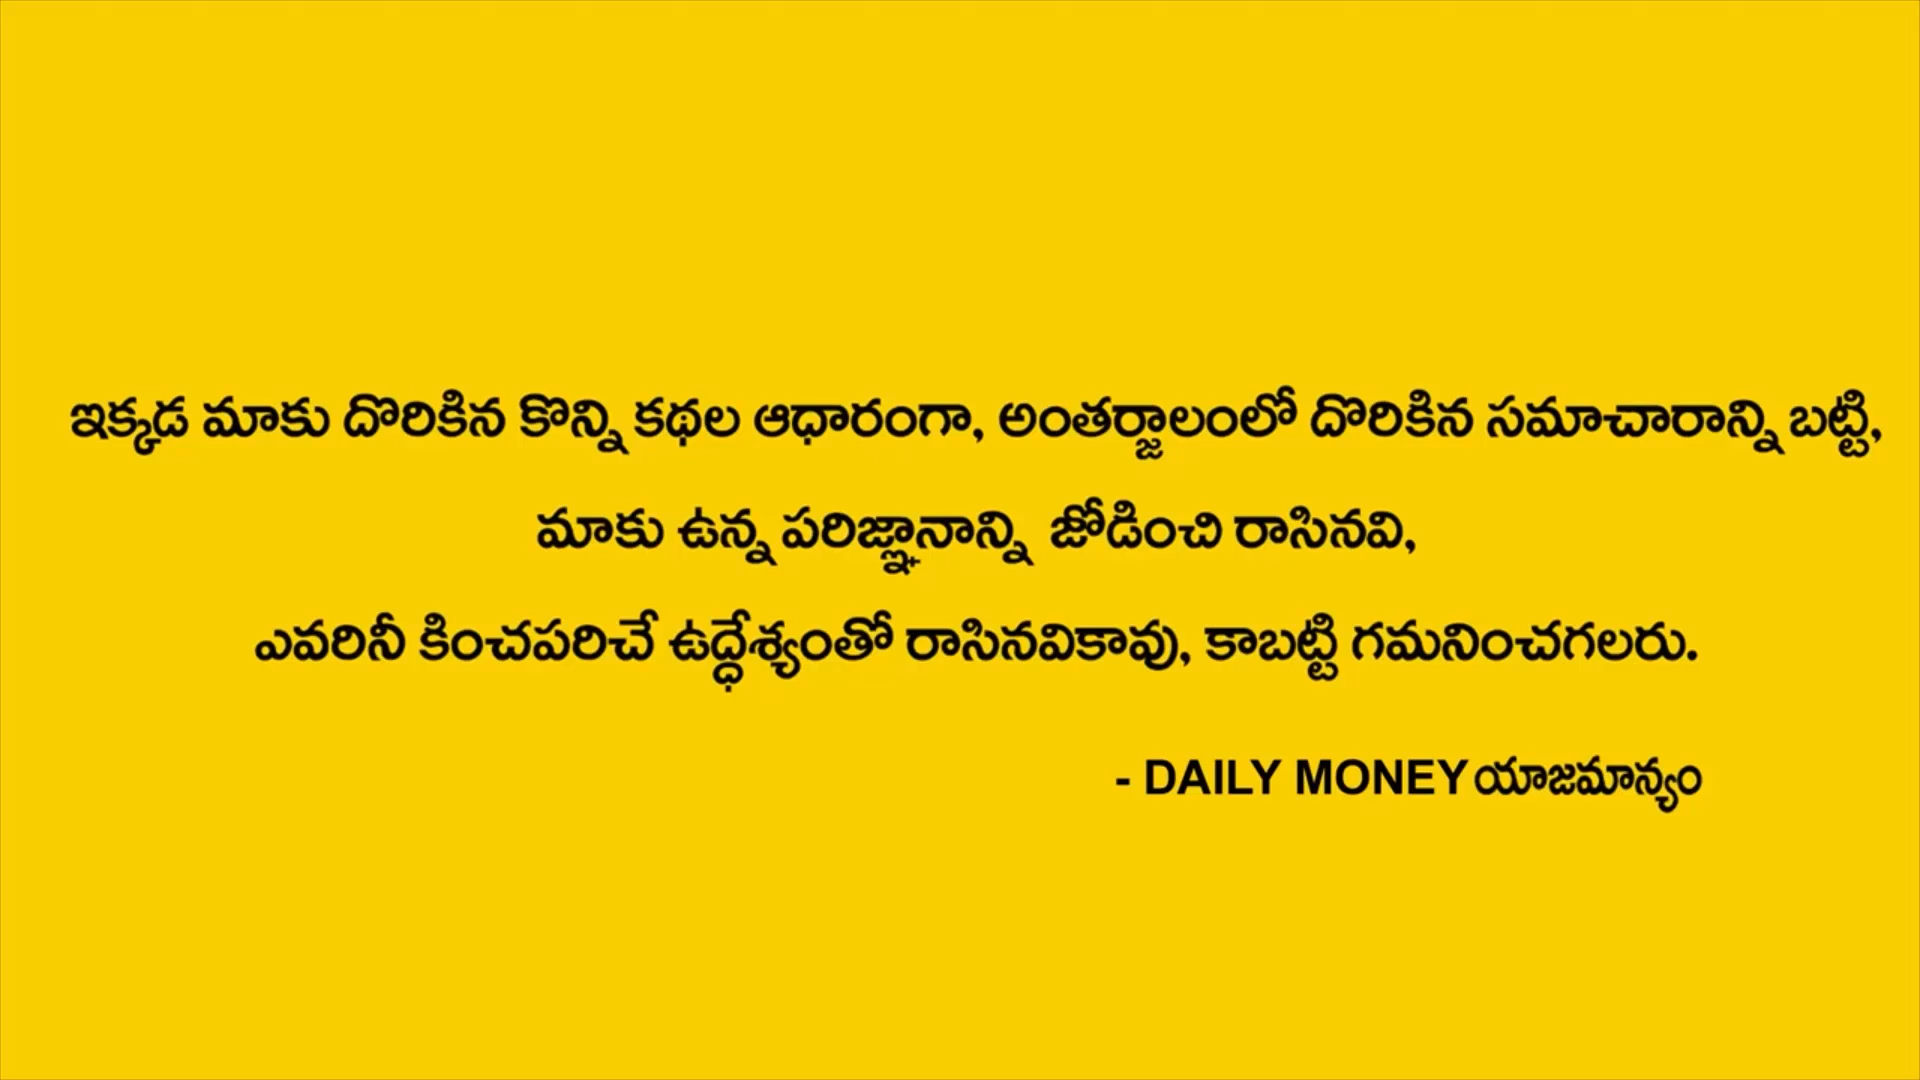 ఇక్కడ మాకు దొరికిన కొన్ని కథల ఆధారంగా, అంతర్జాలంలో దొరికిన సమాచారాన్ని బట్టి,
మాకు ఉన్న పరిజ్ఞానాన్ని జోడించి రాసినవి,
ఎవరినీ కించపరిచే ఉద్ధేశ్యంతో రాసినవికావు, కాబట్టి గమనించగలరు.
- DAILY MONEY యాజమాన్యం